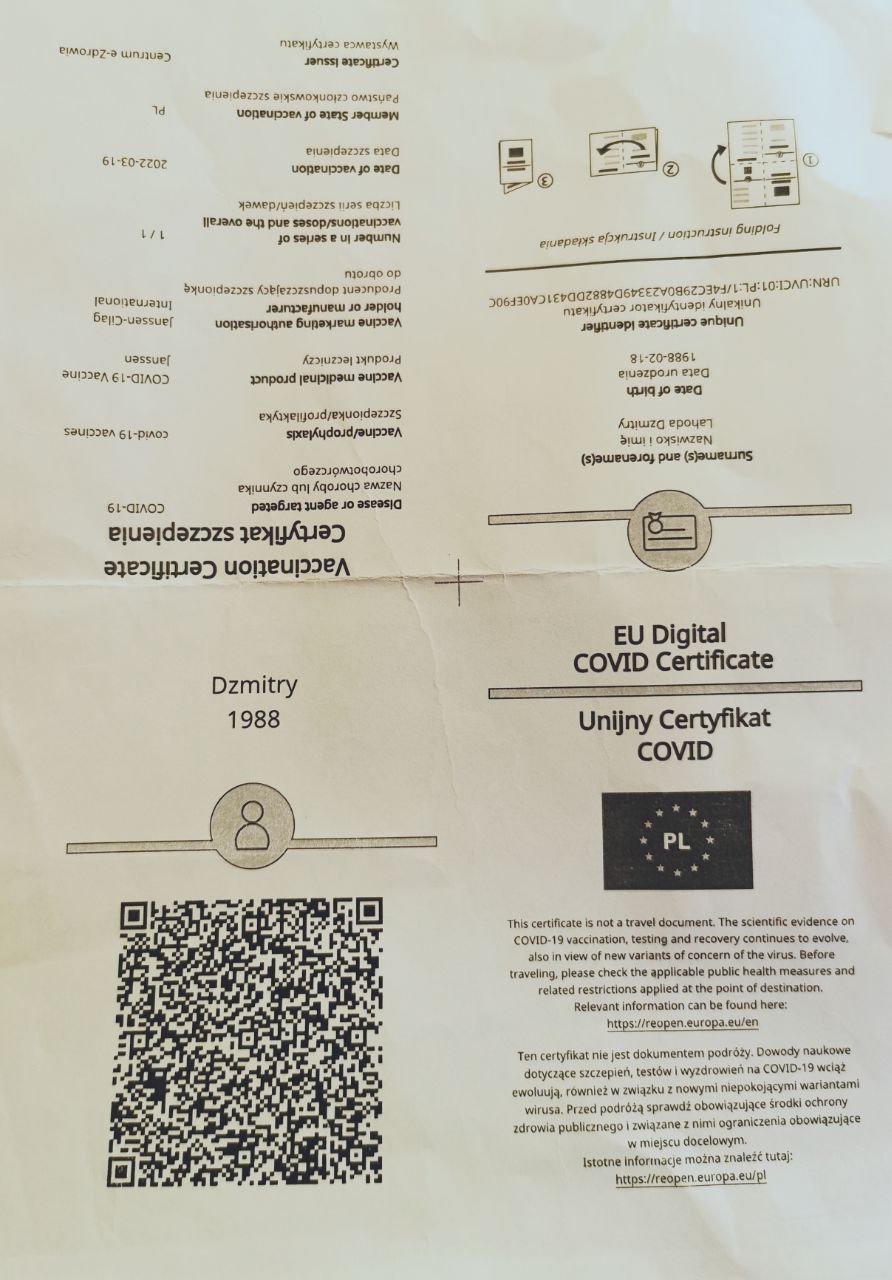 EU Digital
COVID Certificate
Unijny Certyfikat
COVID
PL
This certificate is not a travel document. The scientific evidence on
COVID-19 vaccination, testing and recovery continues to evolve,
also in view of new variants of concern of the virus. Before
traveling, please check the applicable public health measures and
related restrictions applied at the point of destination.
Relevant information can be found here:
https://reopen.europa.eu/en
Ten certyfikat nie jest dokumentem podróży. Dowody naukowe
dotyczące szczepień, testów i wyzdrowień na COVID-19 wciąż
ewoluują, również w związku z nowymi niepokojącymi wariantami
wirusa. Przed podróżą sprawdź obowiązujące środki ochrony
zdrowia publicznego i związane z nimi ograniczenia obowiązujące
w miejscu docelowym.
Istotne informacje można znaleźć tutaj:
https://reopen.europa.eu/pl
Dzmitry
1988
Surname(s) and forename(s)
Nazwisko i imię
Lahoda Dzmitry
Date of birth
Data urodzenia
1988-02-18
Unique certificate identifier
Unikalny identyfikator certyfikatu
URN:UVCI:01:PL:1/F4EC29B0A2349D4882DD431CA0EF90C
Folding instruction / Instrukcja składania
1
2
3
Vaccination Certificate
Certyfikat szczepienia
Disease or agent targeted
COVID-19
Nazwa choroby lub czynnika
chorobotwórczego
Vaccine/prophylaxis
covid-19 vaccines
Szczepionka/profilaktyka
Vaccine medicinal product
COVID-19 Vaccine
Produkt leczniczy
Janssen
Vaccine marketing authorisation
Janssen-Cilag
holder or manufacturer
International
Producent dopuszczający szczepionkę
do obrotu
Number in a series of
1 / 1
vaccinations/doses and the overall
Liczba serii szczepień/dawek
Date of vaccination
2022-03-19
Data szczepienia
Member State of vaccination
PL
Państwo członkowskie szczepienia
Certificate issuer
Centrum e-Zdrowia
Wystawca certyfikatu